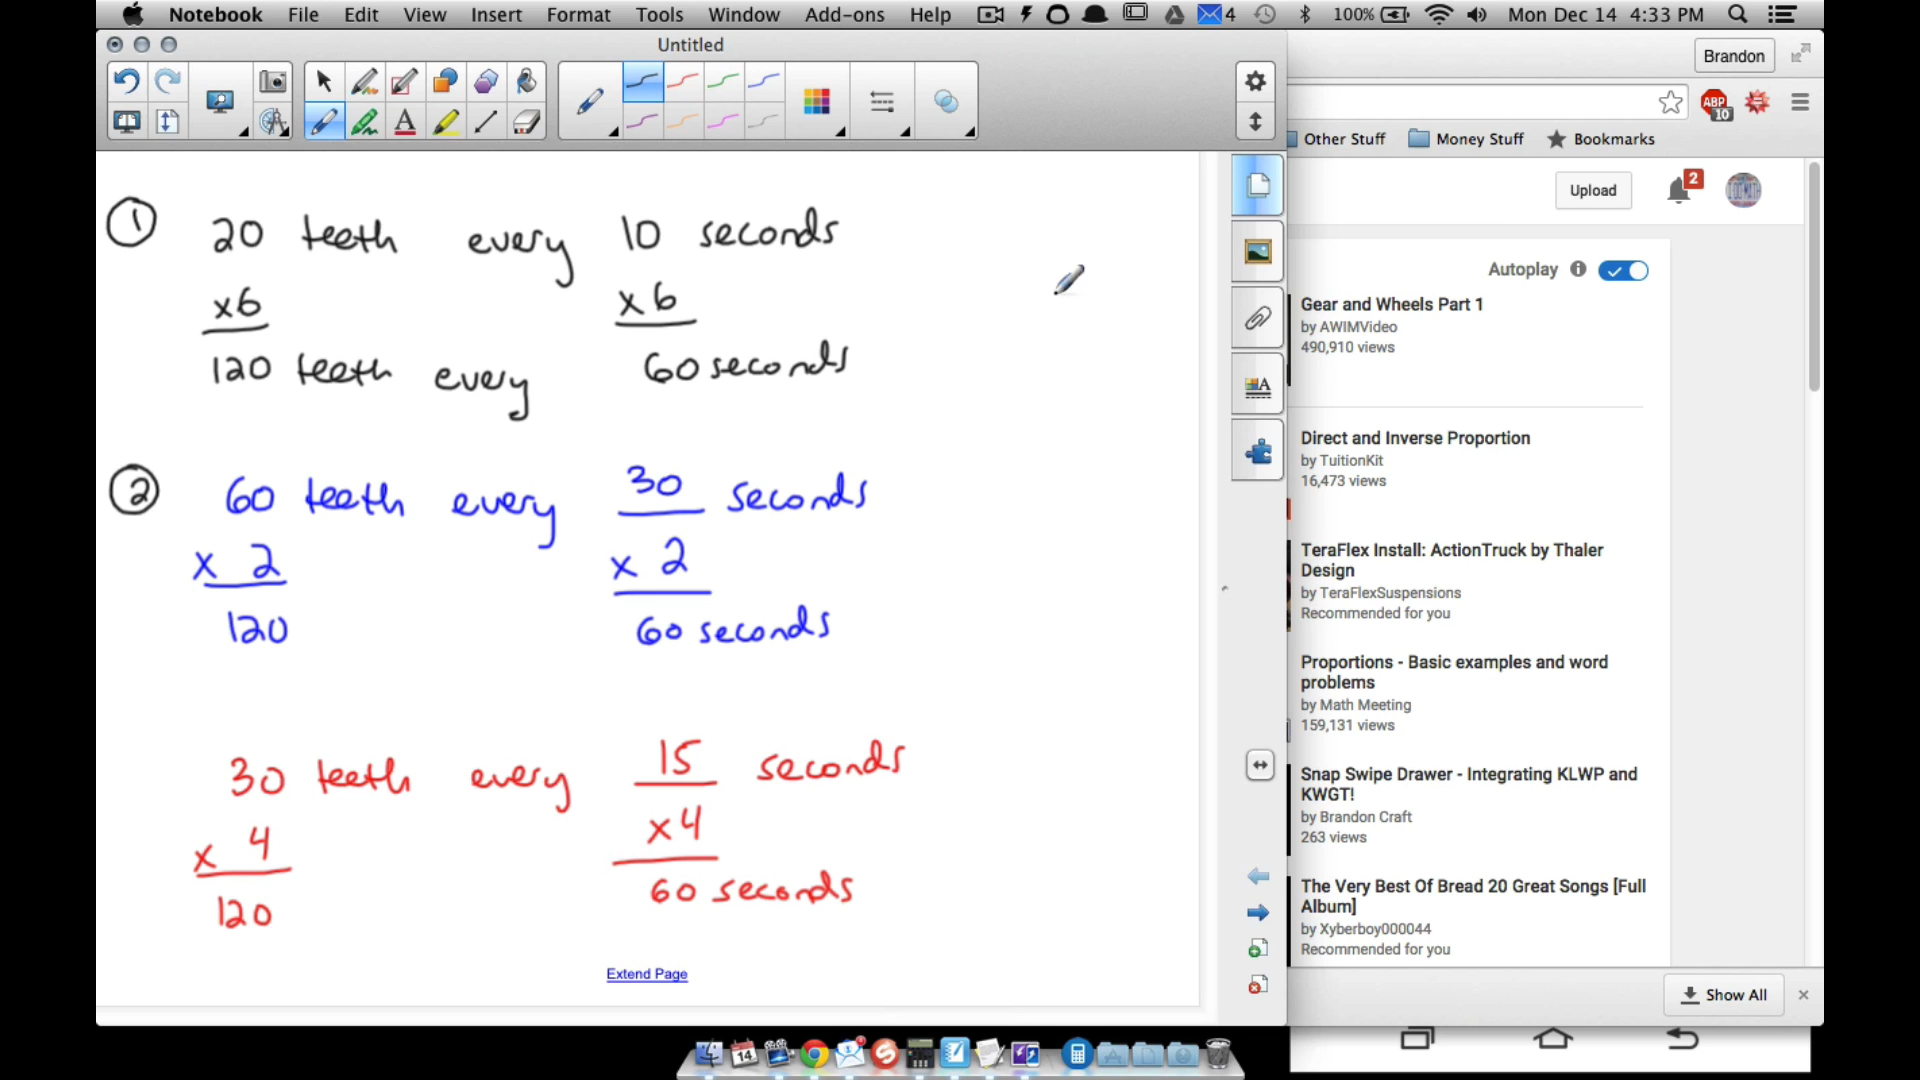 Notebook File Edit View Insert Format Tools Window Add-ons Help 4 100% Mon Dec 14 4:33 PM
Untitled
Brandon
ABP
10
Other Stuff Money Stuff Bookmarks
Upload
2
Autoplay
Gear and Wheels Part 1
by AWIMVideo
490,910 views
Direct and Inverse Proportion
by TuitionKit
16,473 views
TeraFlex Install: ActionTruck by Thaler
Design
by TeraFlexSuspensions
Recommended for you
Proportions - Basic examples and word
problems
by Math Meeting
159,131 views
Snap Swipe Drawer - Integrating KLWP and
KWGT!
by Brandon Craft
263 views
The Very Best Of Bread 20 Great Songs [Full
Album]
by Xyberboy000044
Recommended for you
Show All
1 20 teeth every 10 seconds
x6 x 6
120 teeth every 60 seconds
2 60 teeth every 30 seconds
x 2 x 2
120 60 seconds
30 teeth every 15 seconds
x 4 x 4
120 60 seconds
Extend Page
14